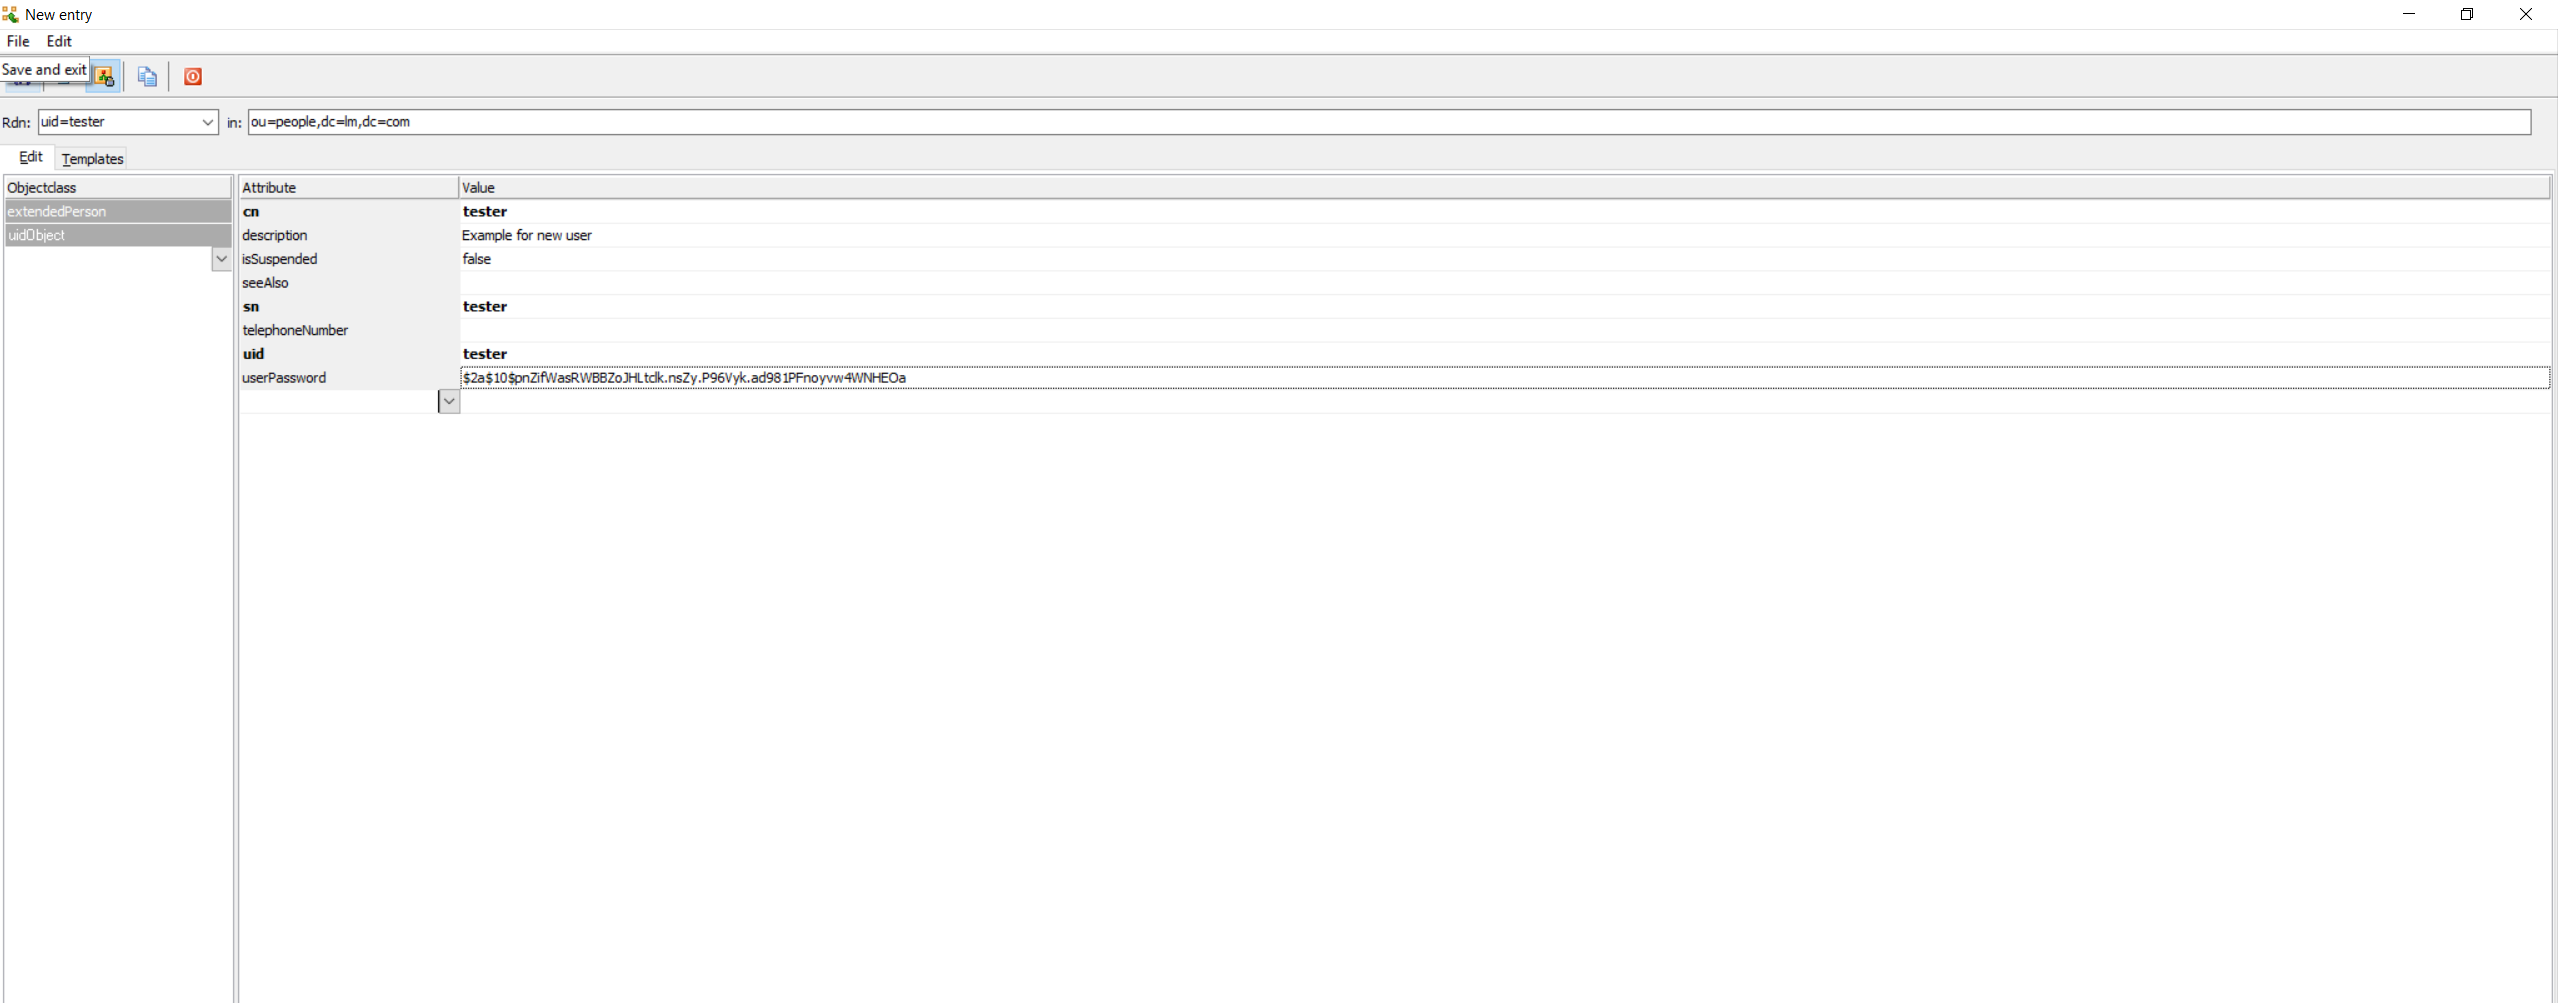 New entry
File Edit
Save and exit
Rdn: uid=tester in: ou=people,dc=lm,dc=com
Edit Templates
Objectclass Attribute Value
extendedPerson cn tester
uidObject description Example for new user
isSuspended false
seeAlso
sn tester
telephoneNumber
uid tester
userPassword $2a$10$pnZifWasRWBBZoJHLtclk.nsZy.P96Vyk.ad981PFnoyvw4WNHEOa